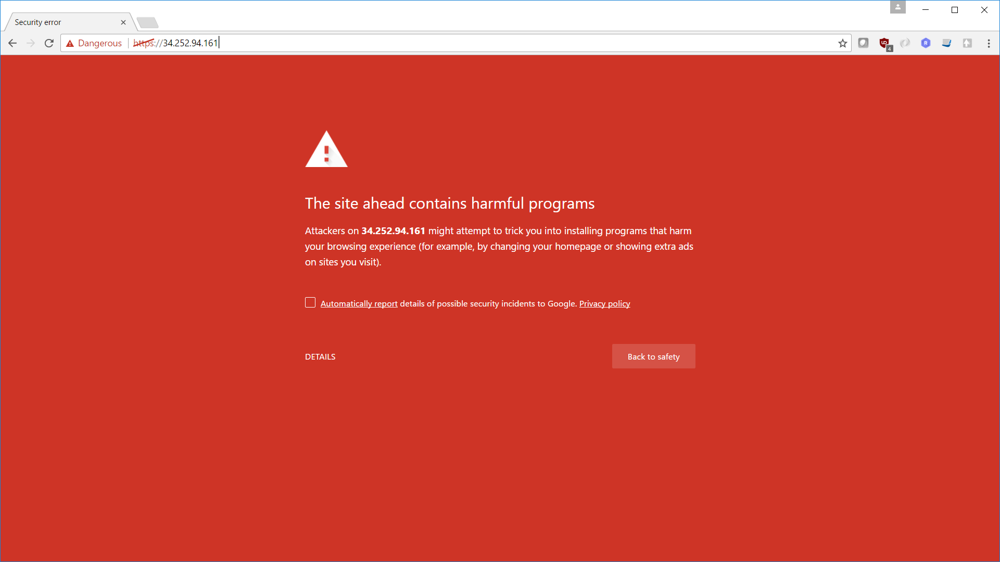 Security error
Dangerous https://34.252.94.161
4
R
The site ahead contains harmful programs
Attackers on 34.252.94.161 might attempt to trick you into installing programs that harm
your browsing experience (for example, by changing your homepage or showing extra ads
on sites you visit).
Automatically report details of possible security incidents to Google. Privacy policy
DETAILS
Back to safety